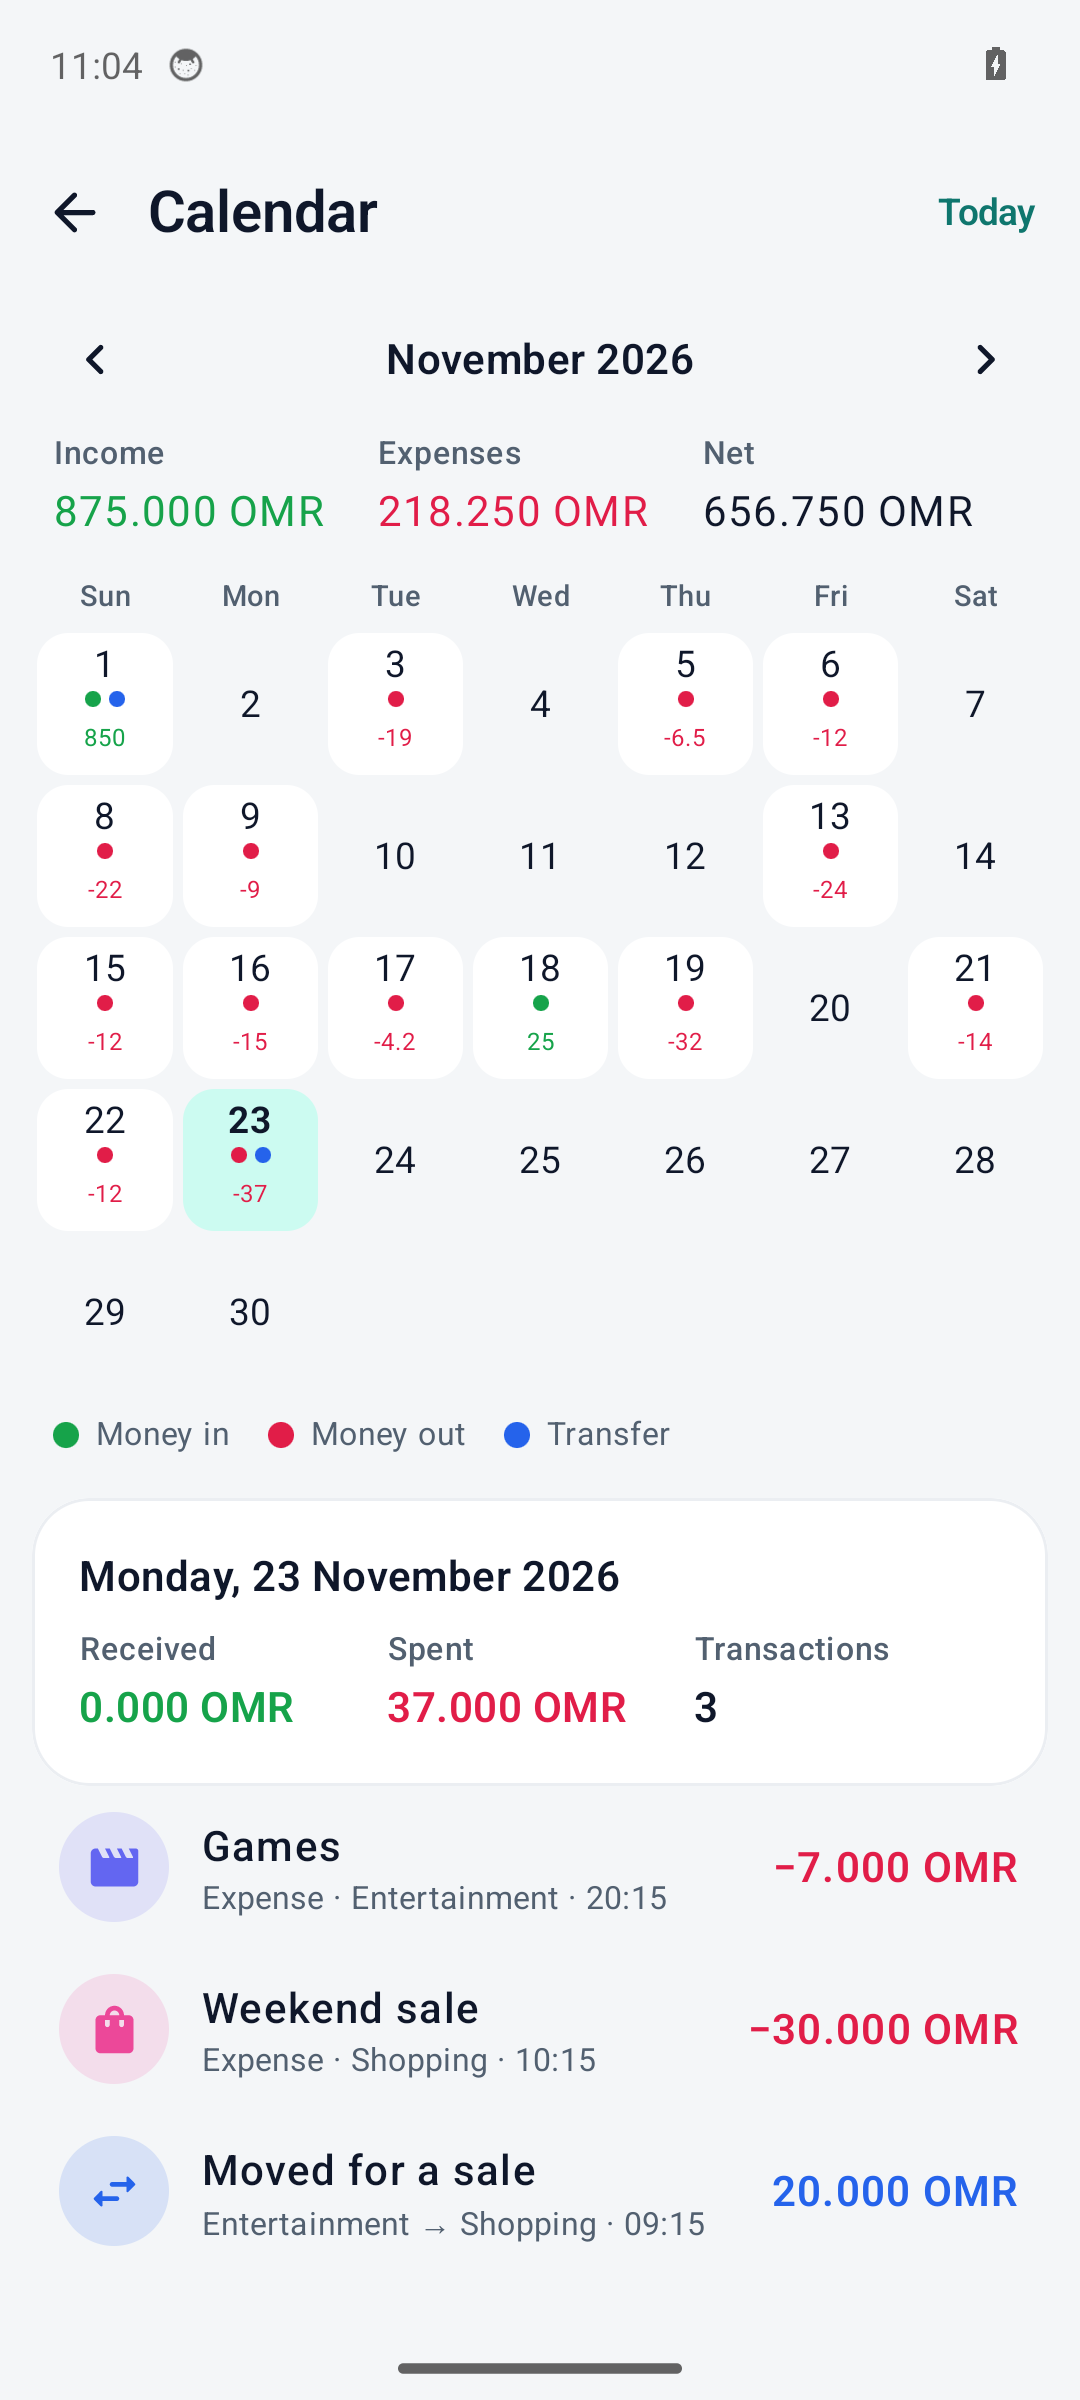 11:04
Calendar
Today
November 2026
Income Expenses Net
875.000 OMR 218.250 OMR 656.750 OMR
Sun Mon Tue Wed Thu Fri Sat
1 2 3 4 5 6 7
850 -19 -6.5 -12
8 9 10 11 12 13 14
-22 -9 -24
15 16 17 18 19 20 21
-12 -15 -4.2 25 -32 -14
22 23 24 25 26 27 28
-12 -37
29 30
Money in Money out Transfer
Monday, 23 November 2026
Received Spent Transactions
0.000 OMR 37.000 OMR 3
Games
Expense · Entertainment · 20:15
−7.000 OMR
Weekend sale
Expense · Shopping · 10:15
−30.000 OMR
Moved for a sale
Entertainment → Shopping · 09:15
20.000 OMR